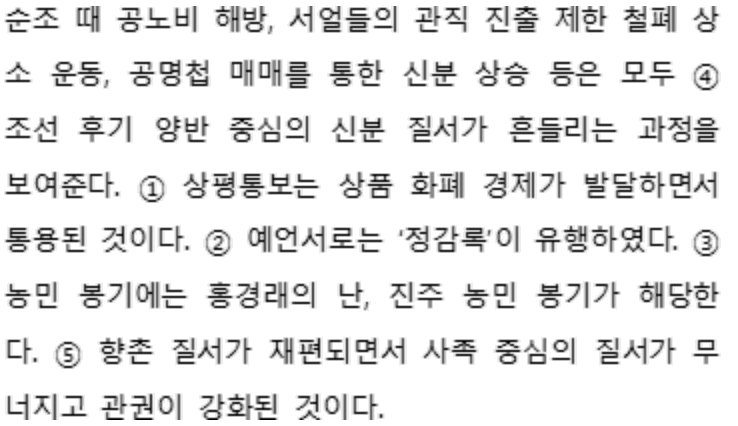 순조 때 공노비 해방, 서얼들의 관직 진출 제한 철폐 상
소 운동, 공명첩 매매를 통한 신분 상승 등은 모두 ④
조선 후기 양반 중심의 신분 질서가 흔들리는 과정을
보여준다. ① 상평통보는 상품 화폐 경제가 발달하면서
통용된 것이다. ② 예언서로는 ‘정감록’이 유행하였다. ③
농민 봉기에는 홍경래의 난, 진주 농민 봉기가 해당한
다. ⑤ 향촌 질서가 재편되면서 사족 중심의 질서가 무
너지고 관권이 강화된 것이다.